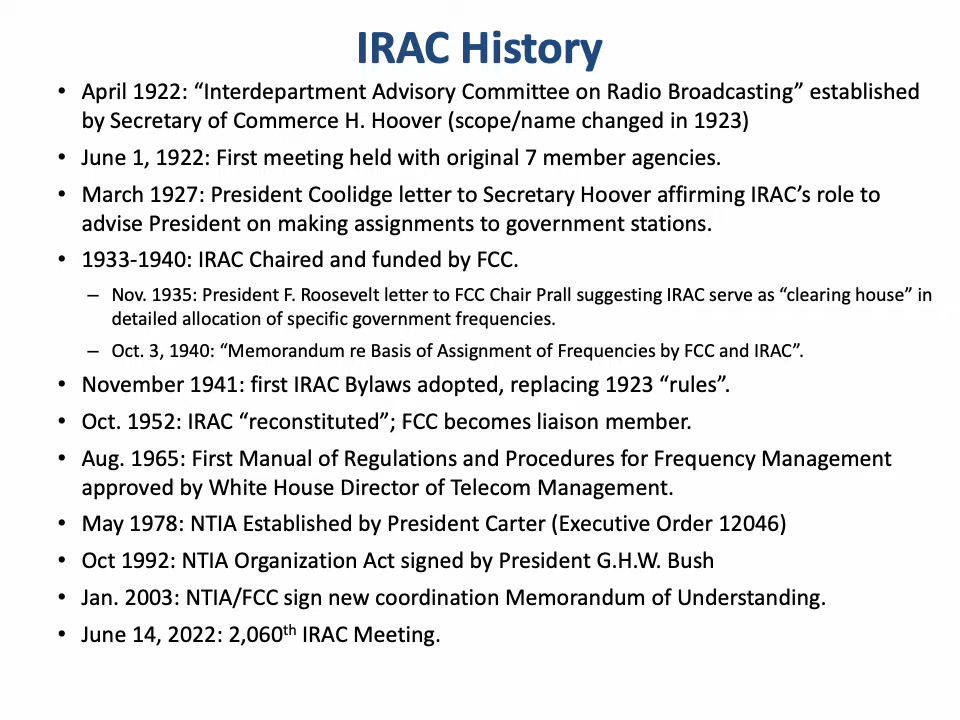 IRAC History
• April 1922: “Interdepartment Advisory Committee on Radio Broadcasting” established
by Secretary of Commerce H. Hoover (scope/name changed in 1923)
• June 1, 1922: First meeting held with original 7 member agencies.
• March 1927: President Coolidge letter to Secretary Hoover affirming IRAC’s role to
advise President on making assignments to government stations.
• 1933-1940: IRAC Chaired and funded by FCC.
– Nov. 1935: President F. Roosevelt letter to FCC Chair Prall suggesting IRAC serve as “clearing house” in
detailed allocation of specific government frequencies.
– Oct. 3, 1940: “Memorandum re Basis of Assignment of Frequencies by FCC and IRAC”.
• November 1941: first IRAC Bylaws adopted, replacing 1923 “rules”.
• Oct. 1952: IRAC “reconstituted”; FCC becomes liaison member.
• Aug. 1965: First Manual of Regulations and Procedures for Frequency Management
approved by White House Director of Telecom Management.
• May 1978: NTIA Established by President Carter (Executive Order 12046)
• Oct 1992: NTIA Organization Act signed by President G.H.W. Bush
• Jan. 2003: NTIA/FCC sign new coordination Memorandum of Understanding.
• June 14, 2022: 2,060th IRAC Meeting.